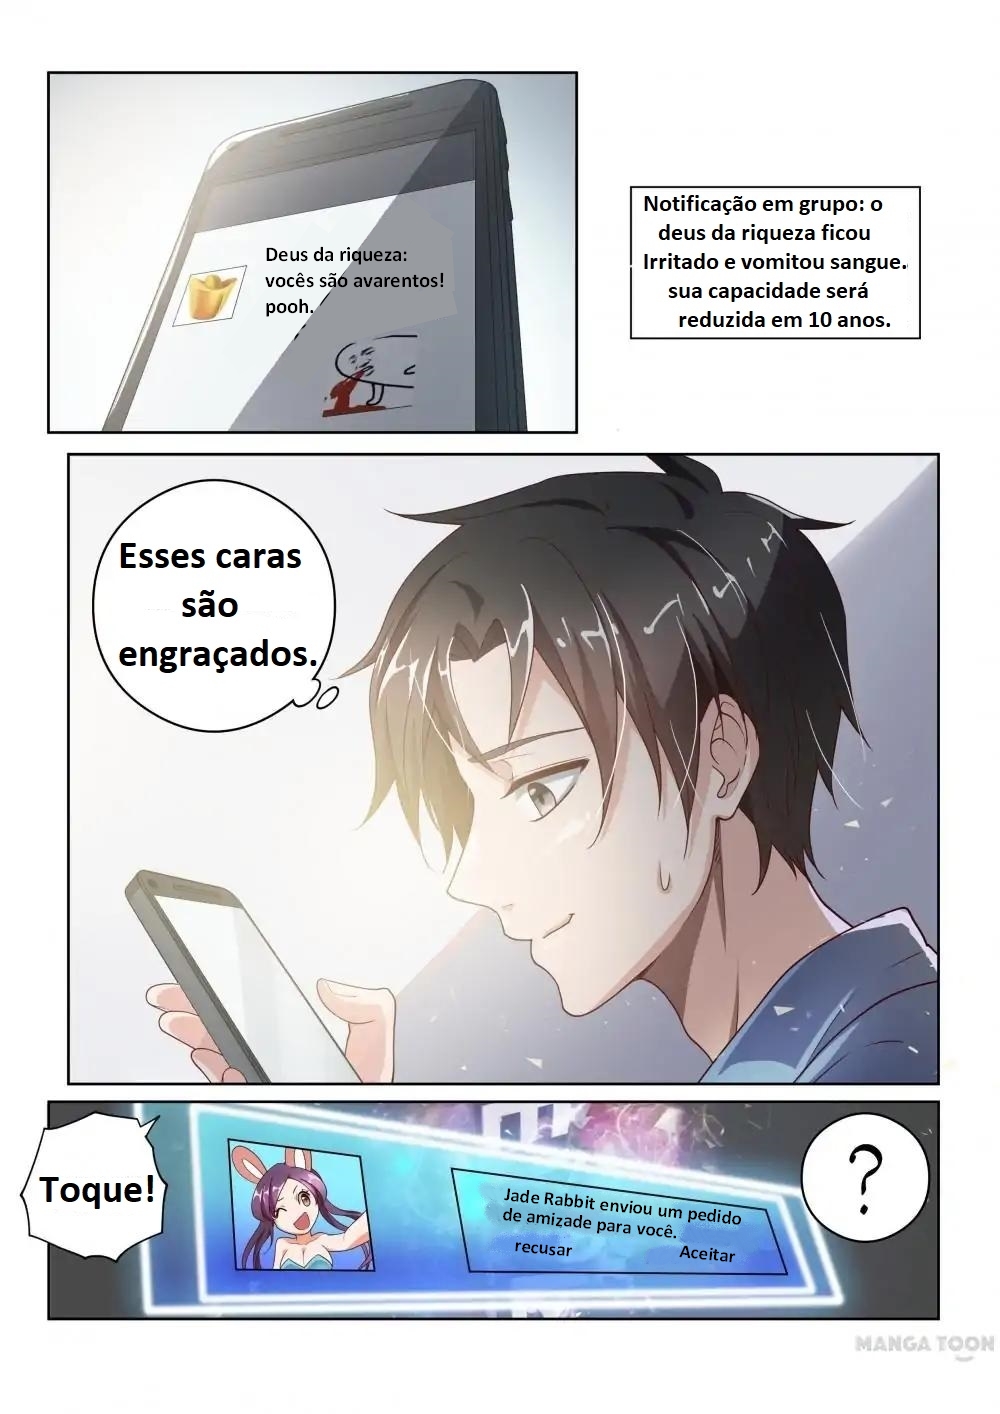 Deus da riqueza:
vocês são avarentos!
pooh.
Notificação em grupo: o
deus da riqueza ficou
Irritado e vomitou sangue.
sua capacidade será
reduzida em 10 anos.
Esses caras
são
engraçados.
Toque!
Jade Rabbit enviou um pedido
de amizade para você.
recusar Aceitar
?
MANGA TOON